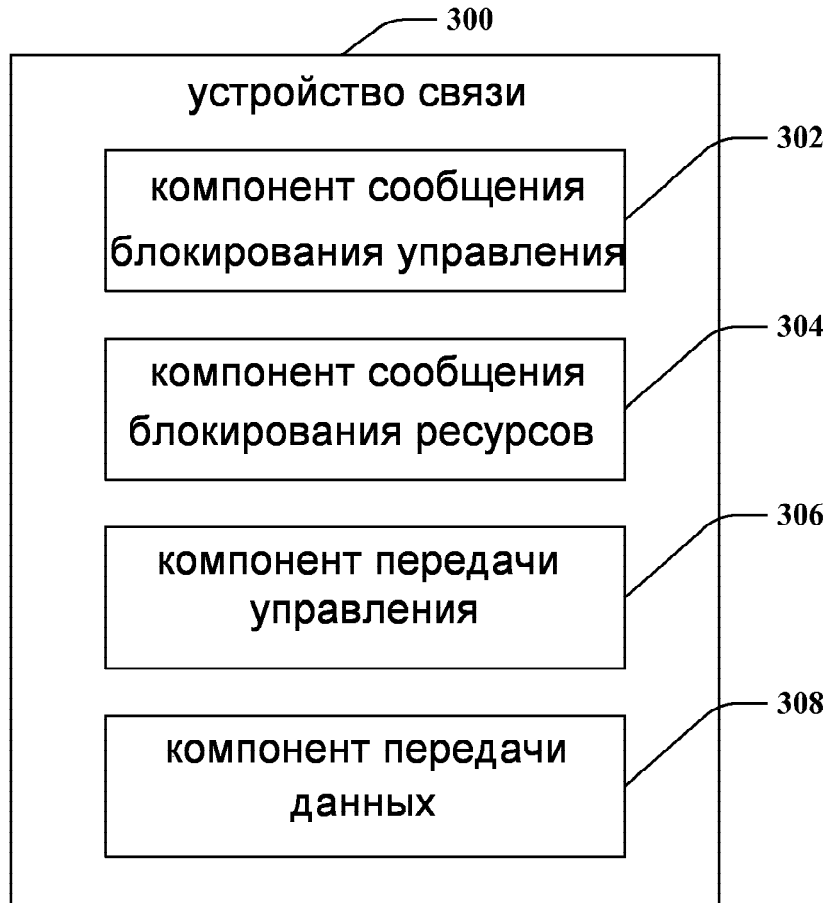 300
устройство связи
302
компонент сообщения
блокирования управления
304
компонент сообщения
блокирования ресурсов
306
компонент передачи
управления
308
компонент передачи
данных